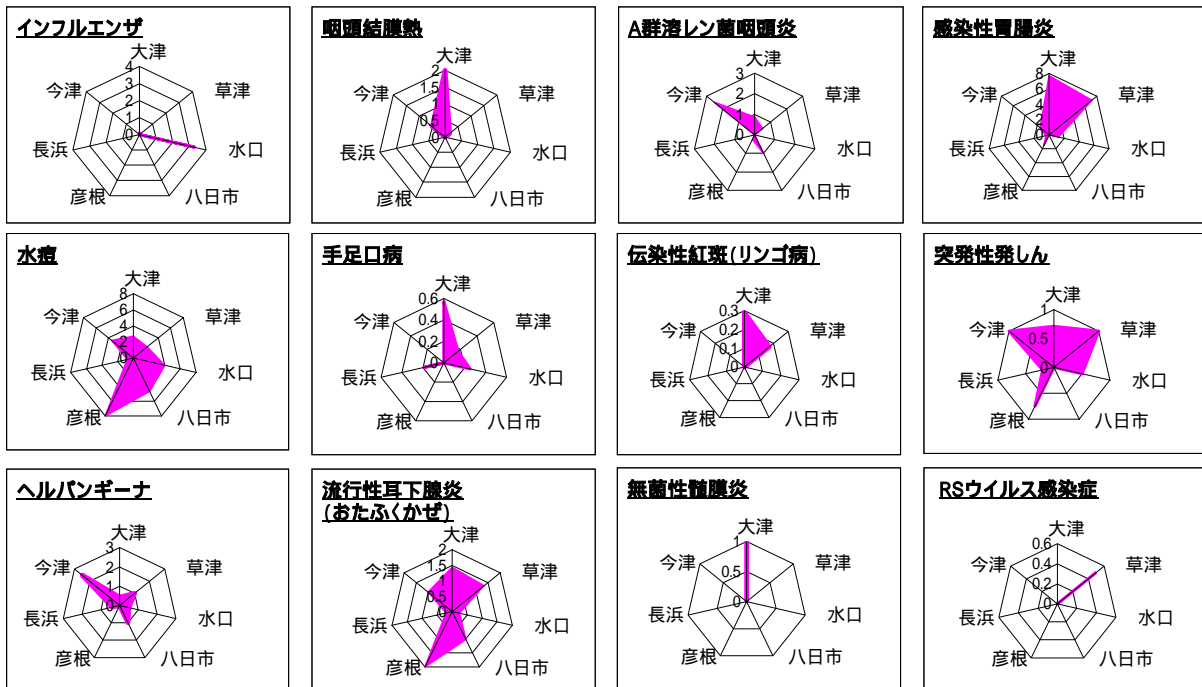 インフルエンザ
大津
4
3
2
1
0
草津
水口
八日市
彦根
長浜
今津
咽頭結膜熱
大津
2
1.5
1
0.5
0
草津
水口
八日市
彦根
長浜
今津
A群溶レン菌咽頭炎
大津
3
2
1
0
草津
水口
八日市
彦根
長浜
今津
感染性胃腸炎
大津
8
6
4
2
0
草津
水口
八日市
彦根
長浜
今津
水痘
大津
8
6
4
2
0
草津
水口
八日市
彦根
長浜
今津
手足口病
大津
0.6
0.4
0.2
0
草津
水口
八日市
彦根
長浜
今津
伝染性紅斑(リンゴ病)
大津
0.3
0.2
0.1
0
草津
水口
八日市
彦根
長浜
今津
突発性発しん
大津
1
0.5
0
草津
水口
八日市
彦根
長浜
今津
ヘルパンギーナ
大津
3
2
1
0
草津
水口
八日市
彦根
長浜
今津
流行性耳下腺炎
(おたふくかぜ)
大津
2
1.5
1
0.5
0
草津
水口
八日市
彦根
長浜
今津
無菌性髄膜炎
大津
1
0.5
0
草津
水口
八日市
彦根
長浜
今津
RSウイルス感染症
大津
0.6
0.4
0.2
0
草津
水口
八日市
彦根
長浜
今津